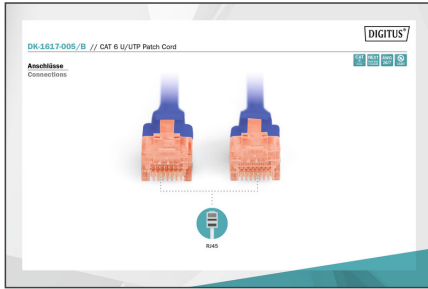 DIGITUS®
DK-1617-005/B // CAT 6 U/UTP Patch Cord
Anschlüsse
Connections
RJ45